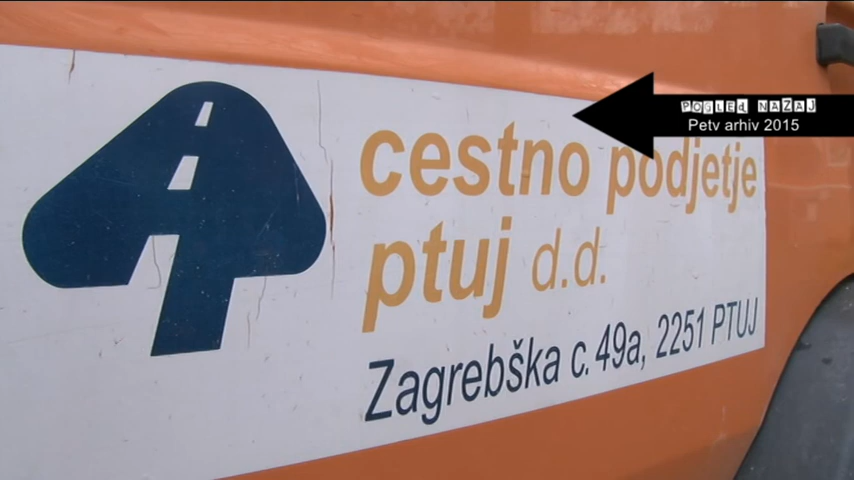 POGLED NAZAJ
Petv arhiv 2015
cestno podjetje
ptuj d.d.
Zagrebška c. 49a, 2251 PTUJ